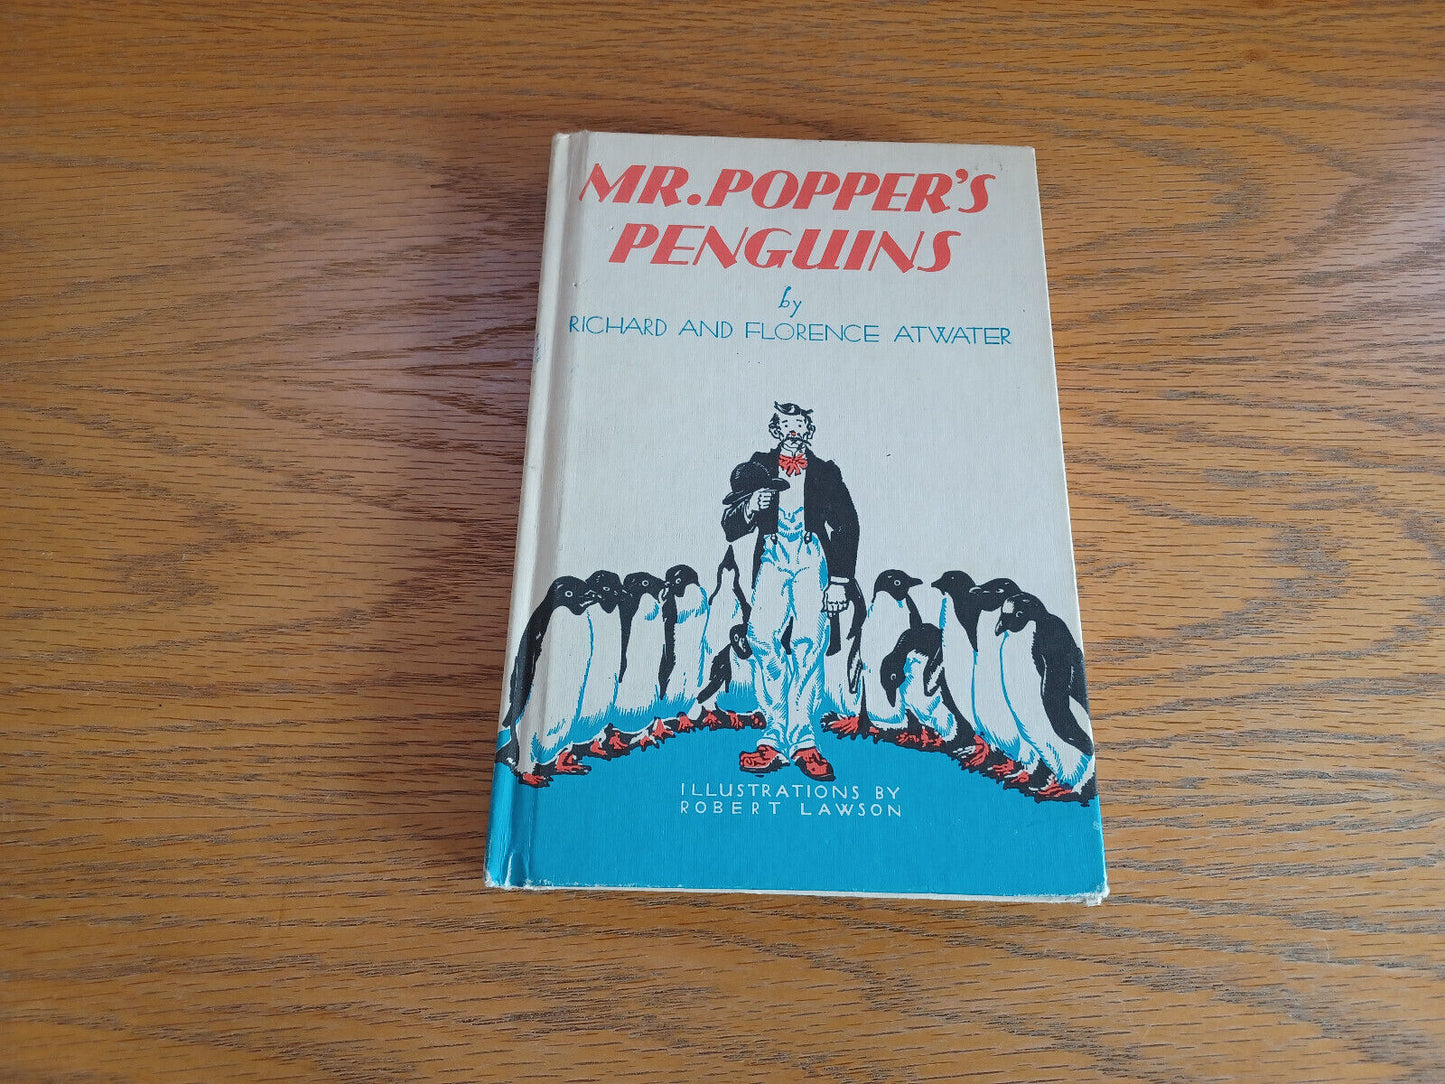 MR. POPPER'S
PENGUINS
by
RICHARD AND FLORENCE ATWATER
ILLUSTRATIONS BY
ROBERT LAWSON